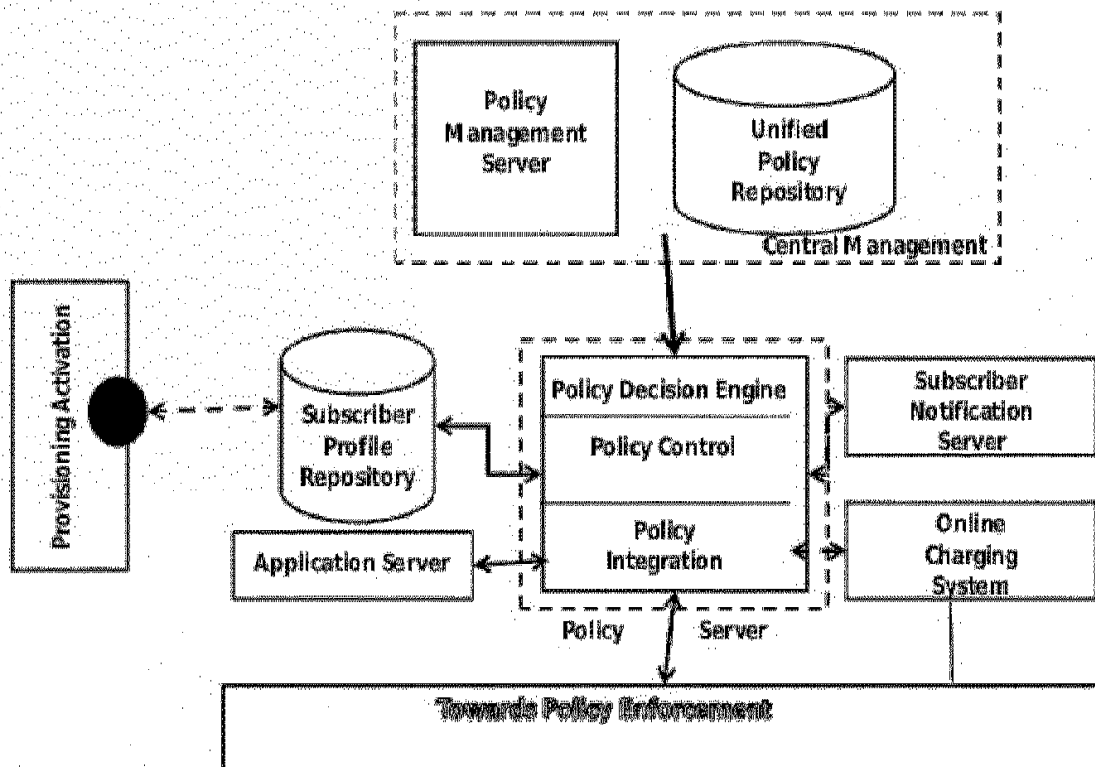 Policy
Management
Server
Unified
Policy
Repository
Central Management
Provisioning Activation
Subscriber
Profile
Repository
Application Server
Policy Decision Engine
Policy Control
Policy
Integration
Policy Server
Subscriber
Notification
Server
Online
Charging
System
Towards Policy Enforcement